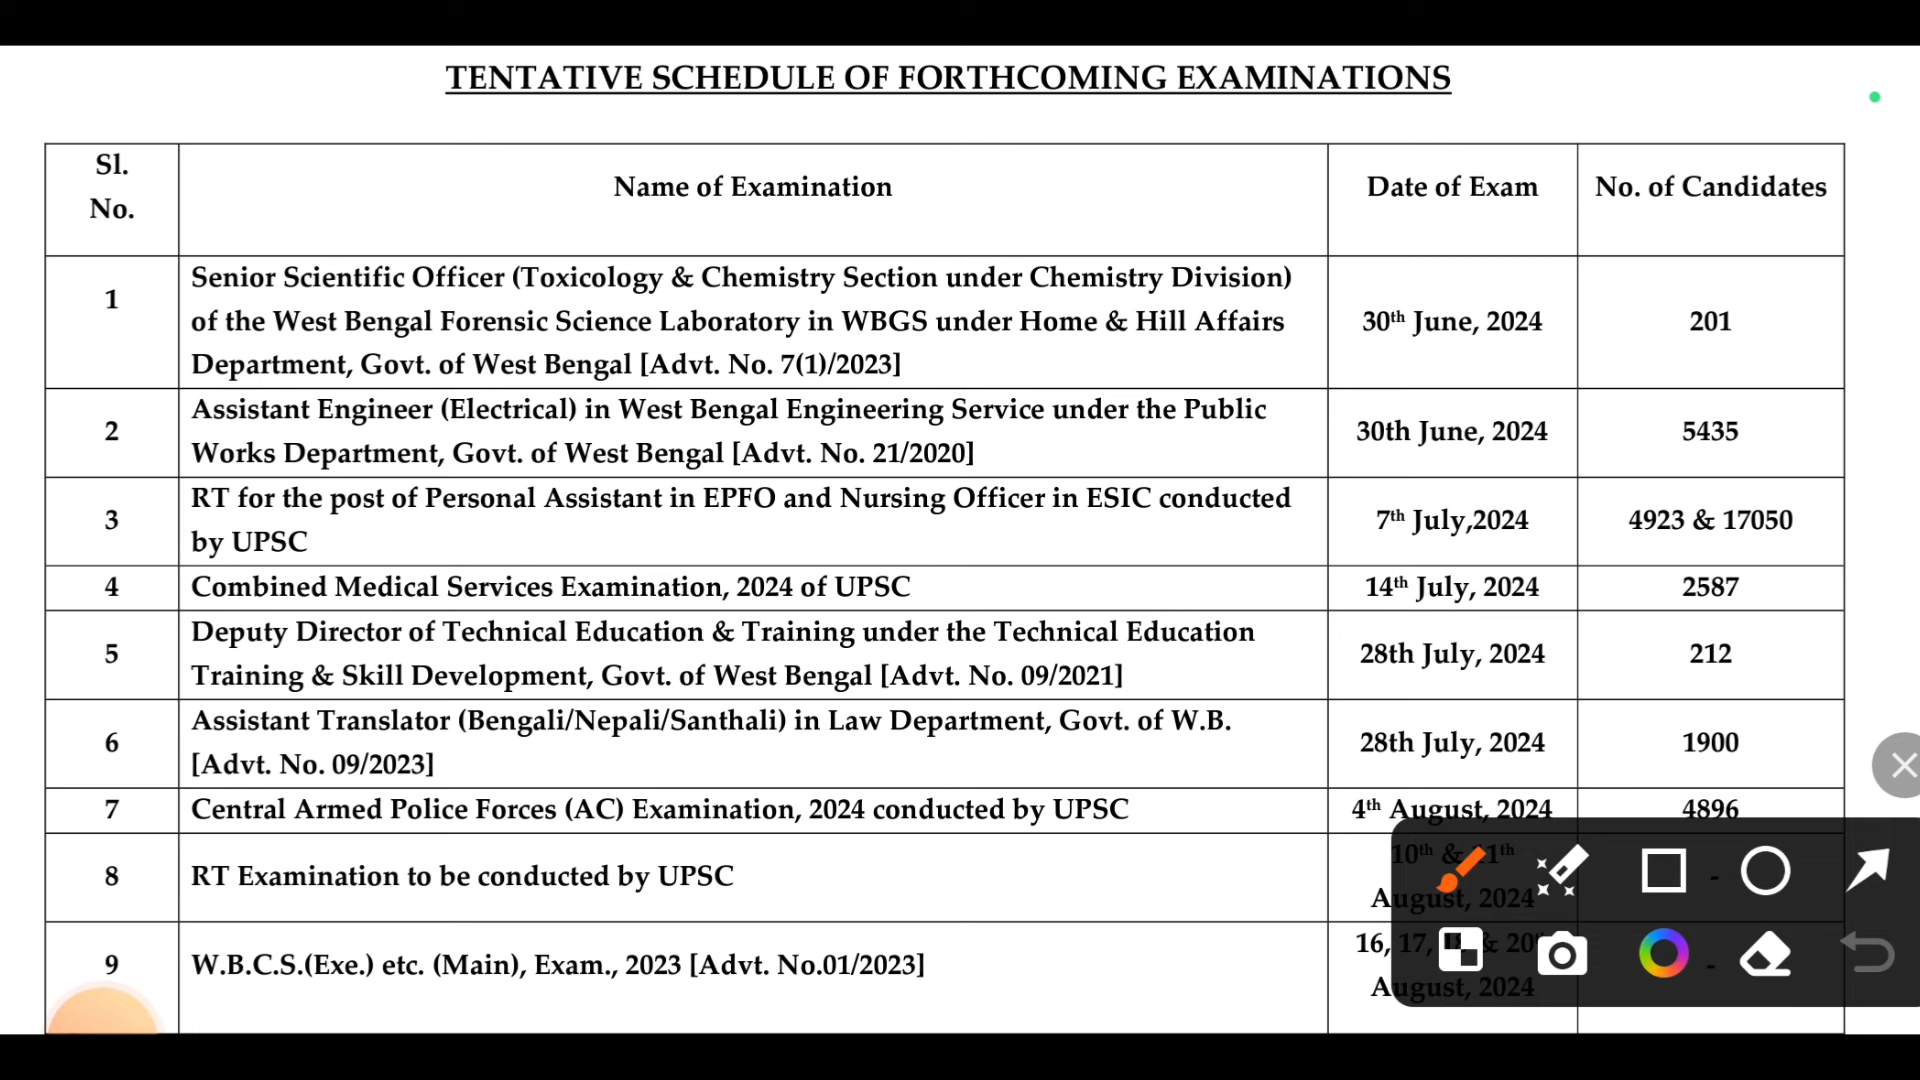 TENTATIVE SCHEDULE OF FORTHCOMING EXAMINATIONS
Sl. No.
Name of Examination
Date of Exam
No. of Candidates
1
Senior Scientific Officer (Toxicology & Chemistry Section under Chemistry Division)
of the West Bengal Forensic Science Laboratory in WBGS under Home & Hill Affairs
Department, Govt. of West Bengal [Advt. No. 7(1)/2023]
30th June, 2024
201
2
Assistant Engineer (Electrical) in West Bengal Engineering Service under the Public
Works Department, Govt. of West Bengal [Advt. No. 21/2020]
30th June, 2024
5435
3
RT for the post of Personal Assistant in EPFO and Nursing Officer in ESIC conducted
by UPSC
7th July,2024
4923 & 17050
4
Combined Medical Services Examination, 2024 of UPSC
14th July, 2024
2587
5
Deputy Director of Technical Education & Training under the Technical Education
Training & Skill Development, Govt. of West Bengal [Advt. No. 09/2021]
28th July, 2024
212
6
Assistant Translator (Bengali/Nepali/Santhali) in Law Department, Govt. of W.B.
[Advt. No. 09/2023]
28th July, 2024
1900
7
Central Armed Police Forces (AC) Examination, 2024 conducted by UPSC
4th August, 2024
4896
8
RT Examination to be conducted by UPSC
10th & 11th
August, 2024
-
9
W.B.C.S.(Exe.) etc. (Main), Exam., 2023 [Advt. No.01/2023]
16, 17, & 20
August, 2024
-